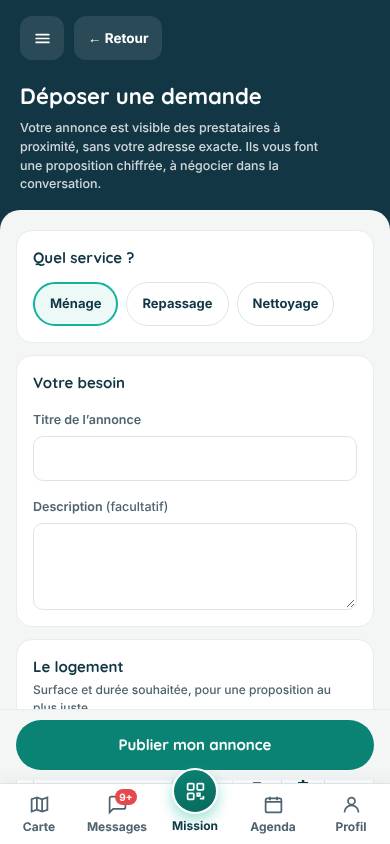 ← Retour
Déposer une demande
Votre annonce est visible des prestataires à
proximité, sans votre adresse exacte. Ils vous font
une proposition chiffrée, à négocier dans la
conversation.
Quel service ?
Ménage Repassage Nettoyage
Votre besoin
Titre de l’annonce
Description (facultatif)
Le logement
Surface et durée souhaitée, pour une proposition au
plus juste.
Publier mon annonce
9+
Carte Messages Mission Agenda Profil